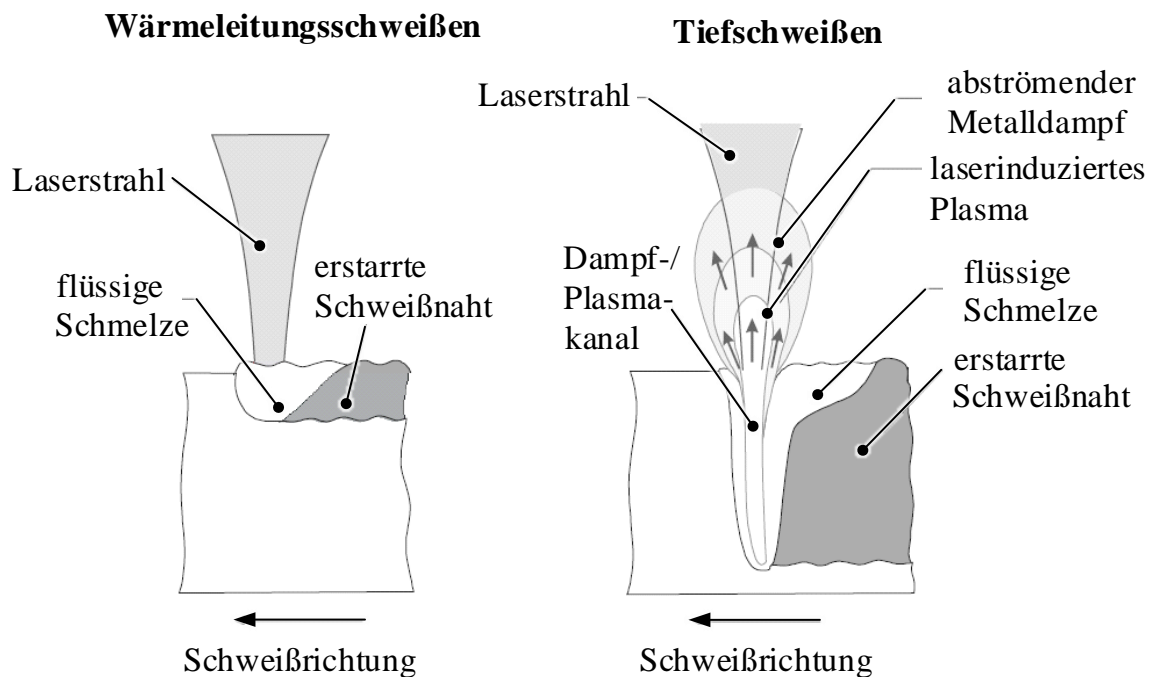 Wärmeleitungsschweißen
Laserstrahl
flüssige
Schmelze
erstarrte
Schweißnaht
Schweißrichtung
Tiefschweißen
Laserstrahl
abströmender
Metalldampf
laserinduziertes
Plasma
Dampf-/
Plasma-
kanal
flüssige
Schmelze
erstarrte
Schweißnaht
Schweißrichtung